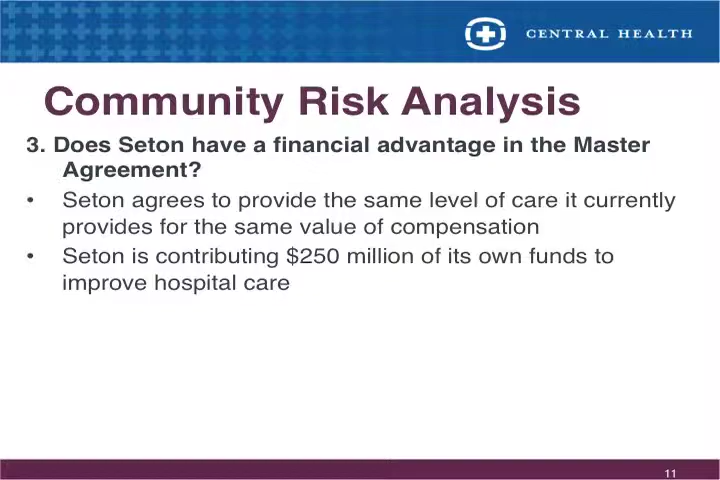 CENTRAL HEALTH
Community Risk Analysis
3. Does Seton have a financial advantage in the Master
Agreement?
• Seton agrees to provide the same level of care it currently
provides for the same value of compensation
• Seton is contributing $250 million of its own funds to
improve hospital care
11